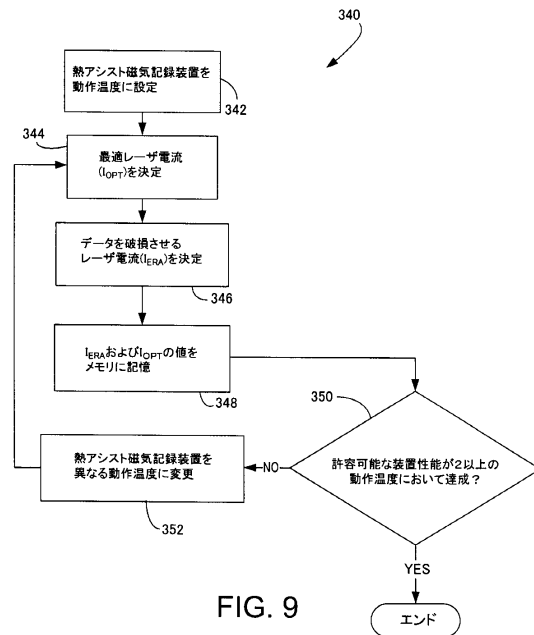 340
熱アシスト磁気記録装置を
動作温度に設定
342
344
最適レーザ電流
(IOPT)を決定
データを破損させる
レーザ電流(IERA)を決定
346
IERAおよびIOPTの値を
メモリに記憶
348
350
許容可能な装置性能が2以上の
動作温度において達成？
NO
熱アシスト磁気記録装置を
異なる動作温度に変更
352
YES
エンド
FIG. 9